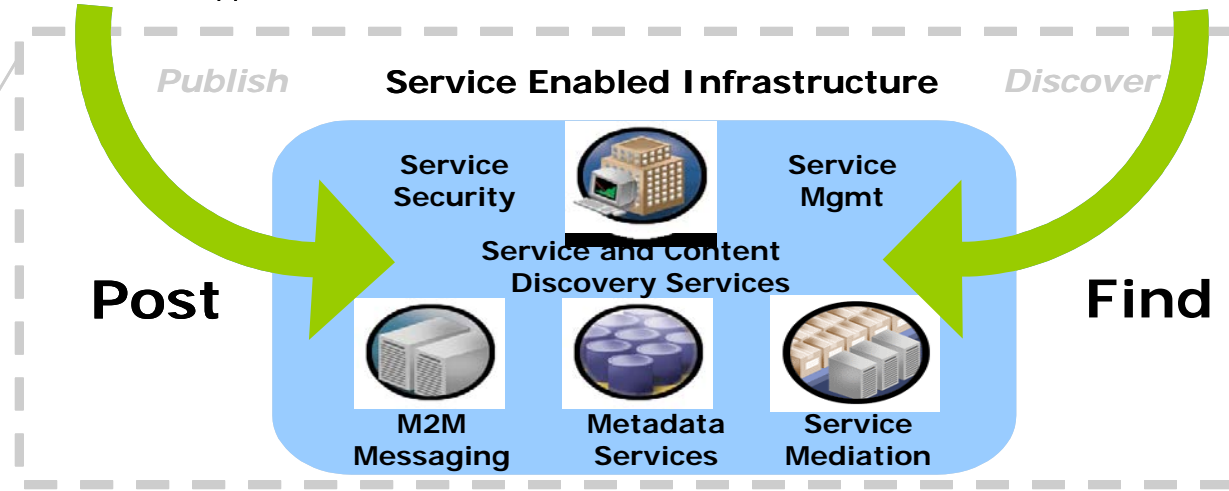 Publish
Service Enabled Infrastructure
Discover
Service
Security
Service
Mgmt
Service and Content
Discovery Services
Post
Find
M2M
Messaging
Metadata
Services
Service
Mediation